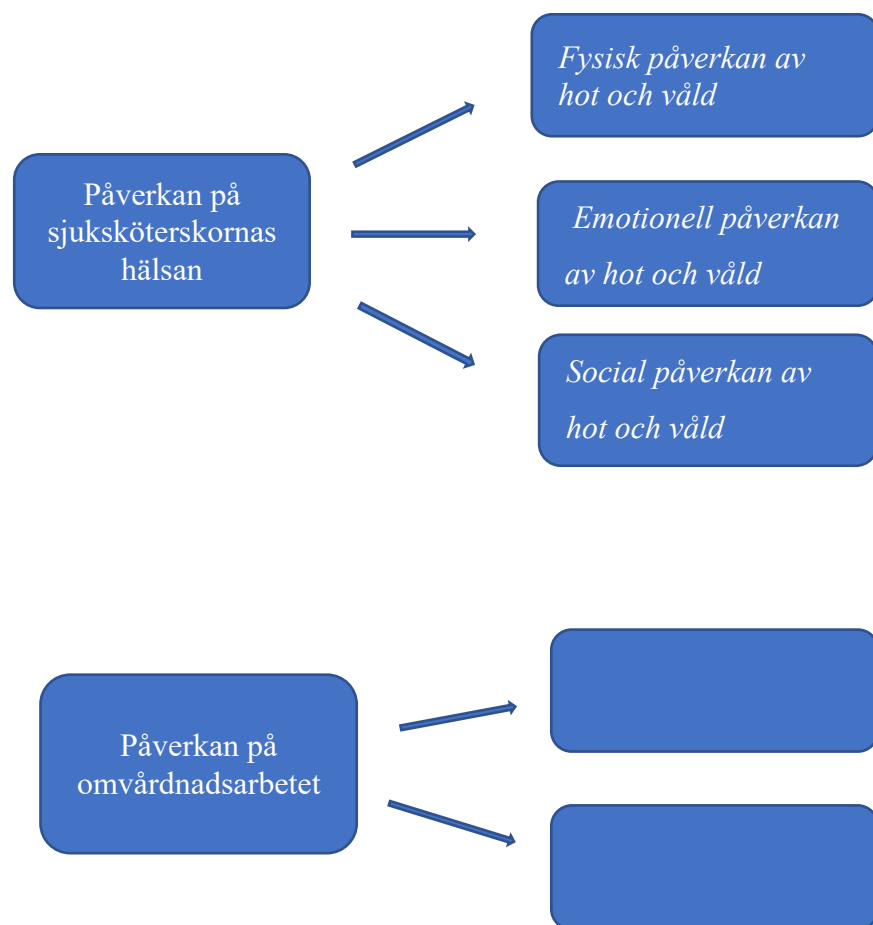 Fysisk påverkan av
hot och våld
Påverkan på
sjuksköterskornas
hälsan
Emotionell påverkan
av hot och våld
Social påverkan av
hot och våld
Påverkan på
omvårdnadsarbetet